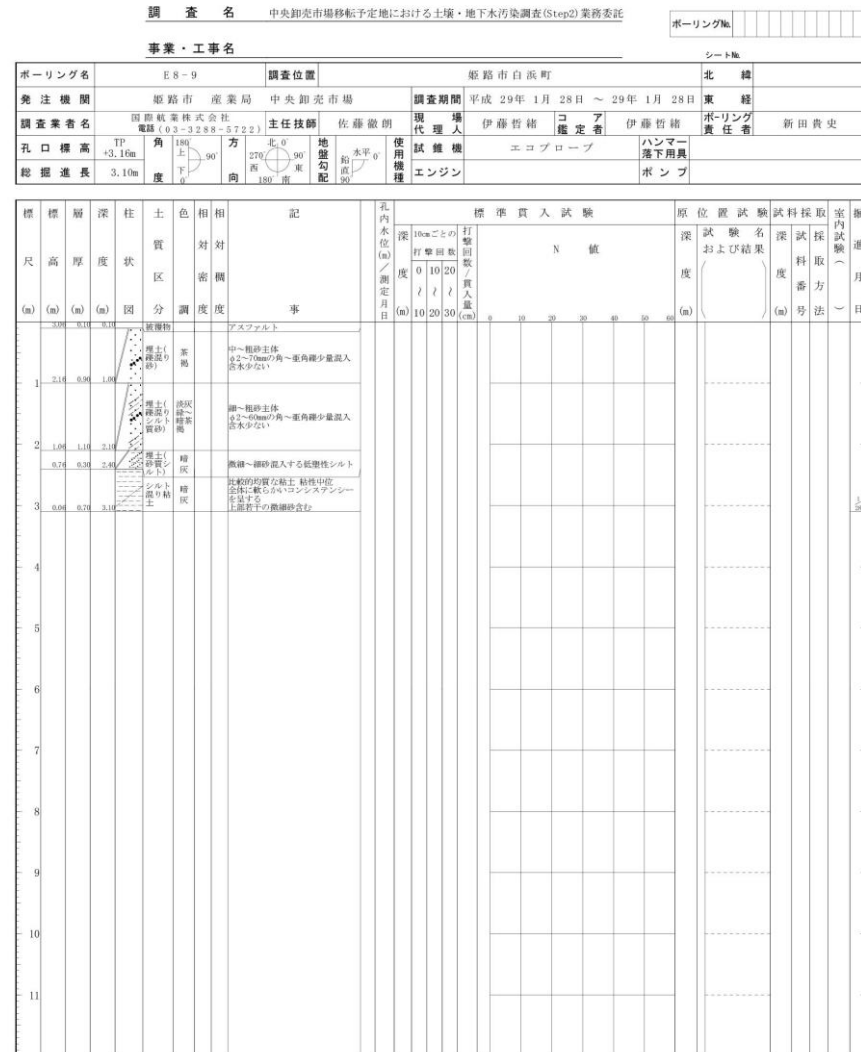 調 査 名 中央卸売市場移転予定地における土壌・地下水汚染調査(Step2)業務委託
ボーリング№
事業・工事名
シート№
ボーリング名 E8-9 調査位置 姫路市白浜町 北緯
発注機関 姫路市 産業局 中央卸売市場 調査期間 平成 29年 1月 28日 ~ 29年 1月 28日 東経
調査業者名 国際航業株式会社 電話(03-3288-5722) 主任技師 佐藤徹朗 現場代理人 伊藤哲緒 コア鑑定者 伊藤哲緒 ボーリング責任者 新田貴史
孔口標高 TP +3.16m 角度 180° 上 90° 下 0° 方向 北 0° 270° 西 90° 東 180° 南 地盤勾配 水平 0° 鉛直 90° 使用機種 試錐機 エコプローブ ハンマー落下用具
総掘進長 3.10m エンジン ポンプ
標尺(m) 標高(m) 層厚(m) 深度(m) 柱状図 土質区分 色調 相対密度 相対稠度 記事 孔内水位(m)/測定月日 標準貫入試験 原位置試験 試料採取 室内試験( ) 掘進月日
深度(m) 10cmごとの打撃回数 0~10 10~20 20~30 打撃回数/貫入量(cm) N 値 深度(m) 試験名および結果 深度(m) 試料番号 採取方法
0 10 20 30 40 50 60
3.06 0.10 0.10 被覆物 アスファルト
埋土(礫混り砂) 茶褐 中~粗砂主体
φ2~70mmの角~亜角礫少量混入
含水少ない
1 2.16 0.90 1.00
埋土(礫混りシルト質砂) 淡灰緑~暗茶褐 細~粗砂主体
φ2~60mmの角~亜角礫少量混入
含水少ない
2 1.06 1.10 2.10
0.76 0.30 2.40 埋土(砂質シルト) 暗灰 微細~細砂混入する低塑性シルト
シルト混り粘土 暗灰 比較的均質な粘土 粘性中位
全体に軟らかいコンシステンシーを呈する
上部若干の微細砂含む
3 0.06 0.70 3.10
4
5
6
7
8
9
10
11